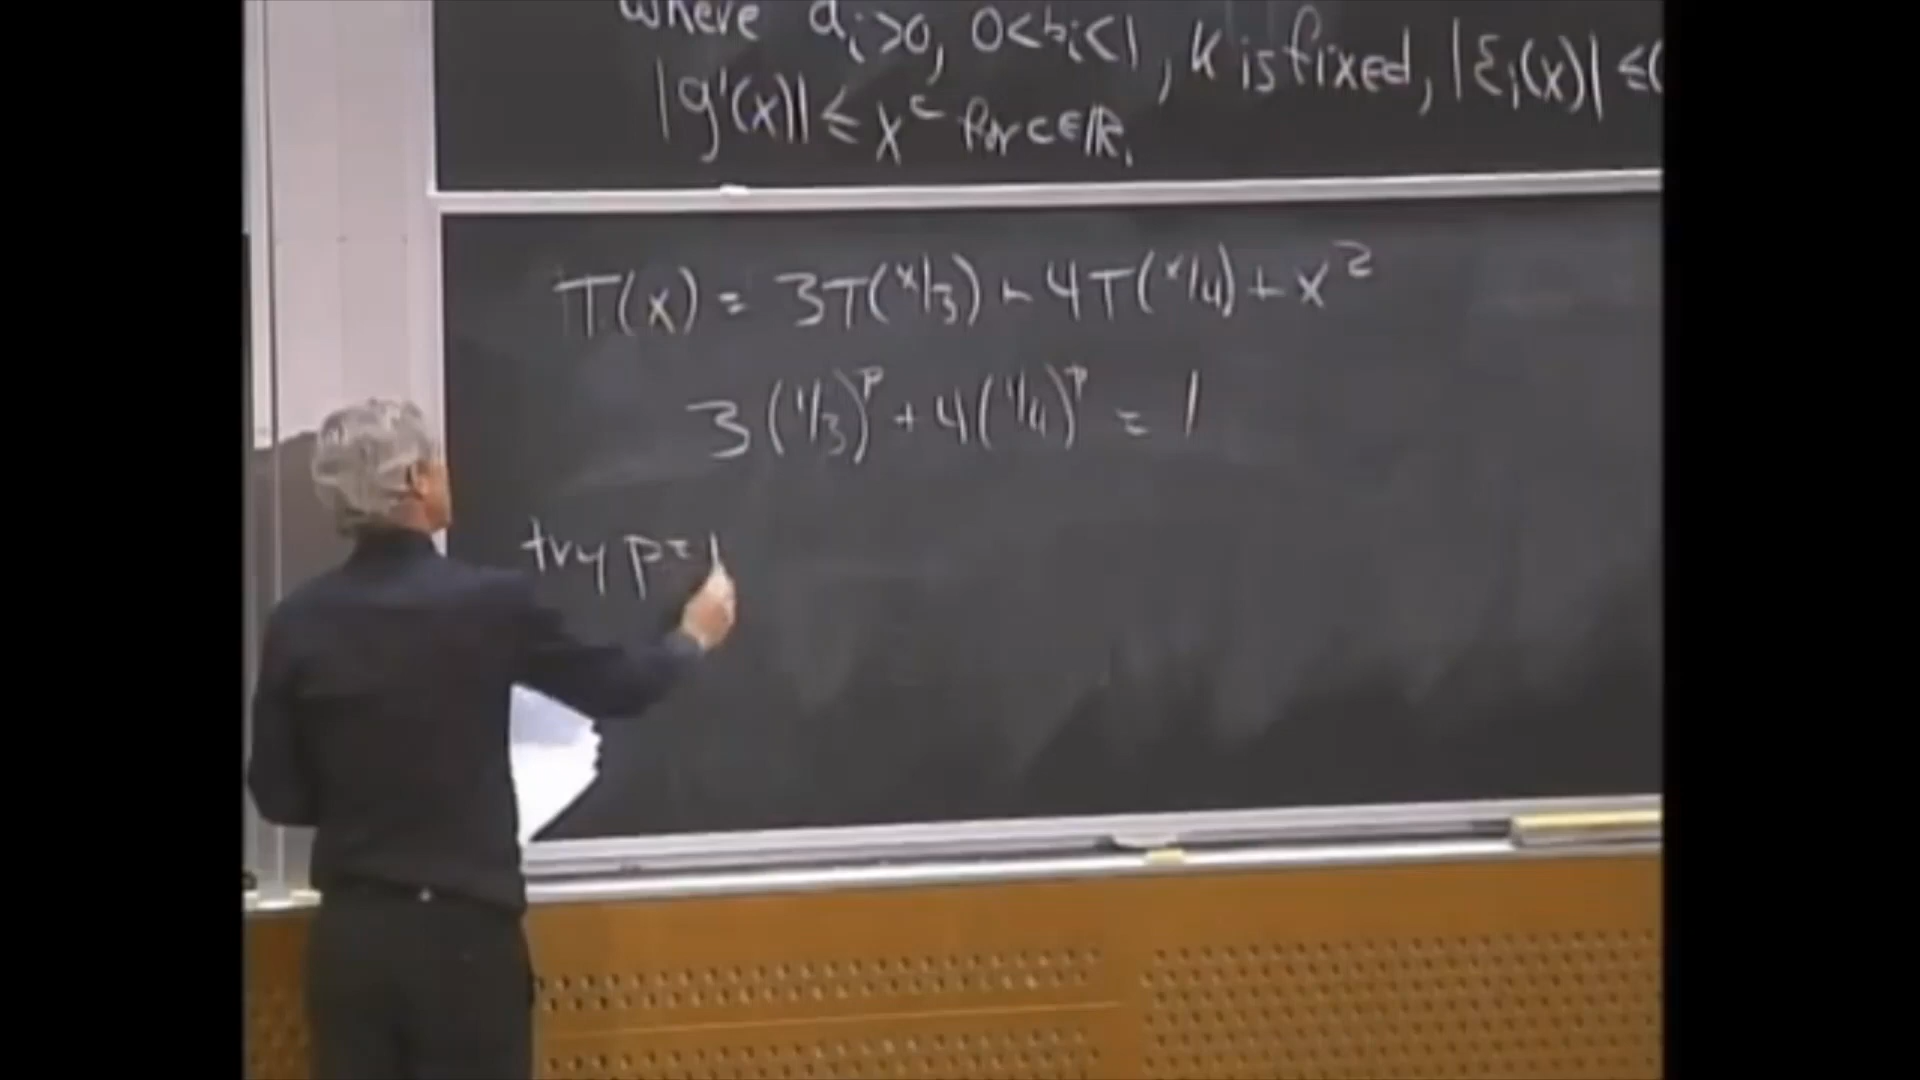 where aᵢ>0, 0<bᵢ<1, K is fixed, |εᵢ(x)| ≤
|g'(x)| ≤ x^c for c∈ℝ.
T(x) = 3T(x/3) + 4T(x/4) + x²
3(1/3)^p + 4(1/4)^p = 1
try p=1